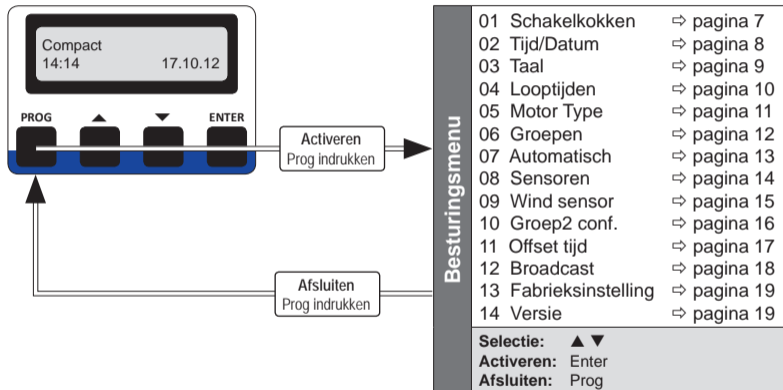 Compact
14:14 17.10.12
PROG ▲ ▼ ENTER
Activeren
Prog indrukken
Afsluiten
Prog indrukken
Besturingsmenu
01 Schakelkokken ⇨ pagina 7
02 Tijd/Datum ⇨ pagina 8
03 Taal ⇨ pagina 9
04 Looptijden ⇨ pagina 10
05 Motor Type ⇨ pagina 11
06 Groepen ⇨ pagina 12
07 Automatisch ⇨ pagina 13
08 Sensoren ⇨ pagina 14
09 Wind sensor ⇨ pagina 15
10 Groep2 conf. ⇨ pagina 16
11 Offset tijd ⇨ pagina 17
12 Broadcast ⇨ pagina 18
13 Fabrieksinstelling ⇨ pagina 19
14 Versie ⇨ pagina 19
Selectie: ▲ ▼
Activeren: Enter
Afsluiten: Prog